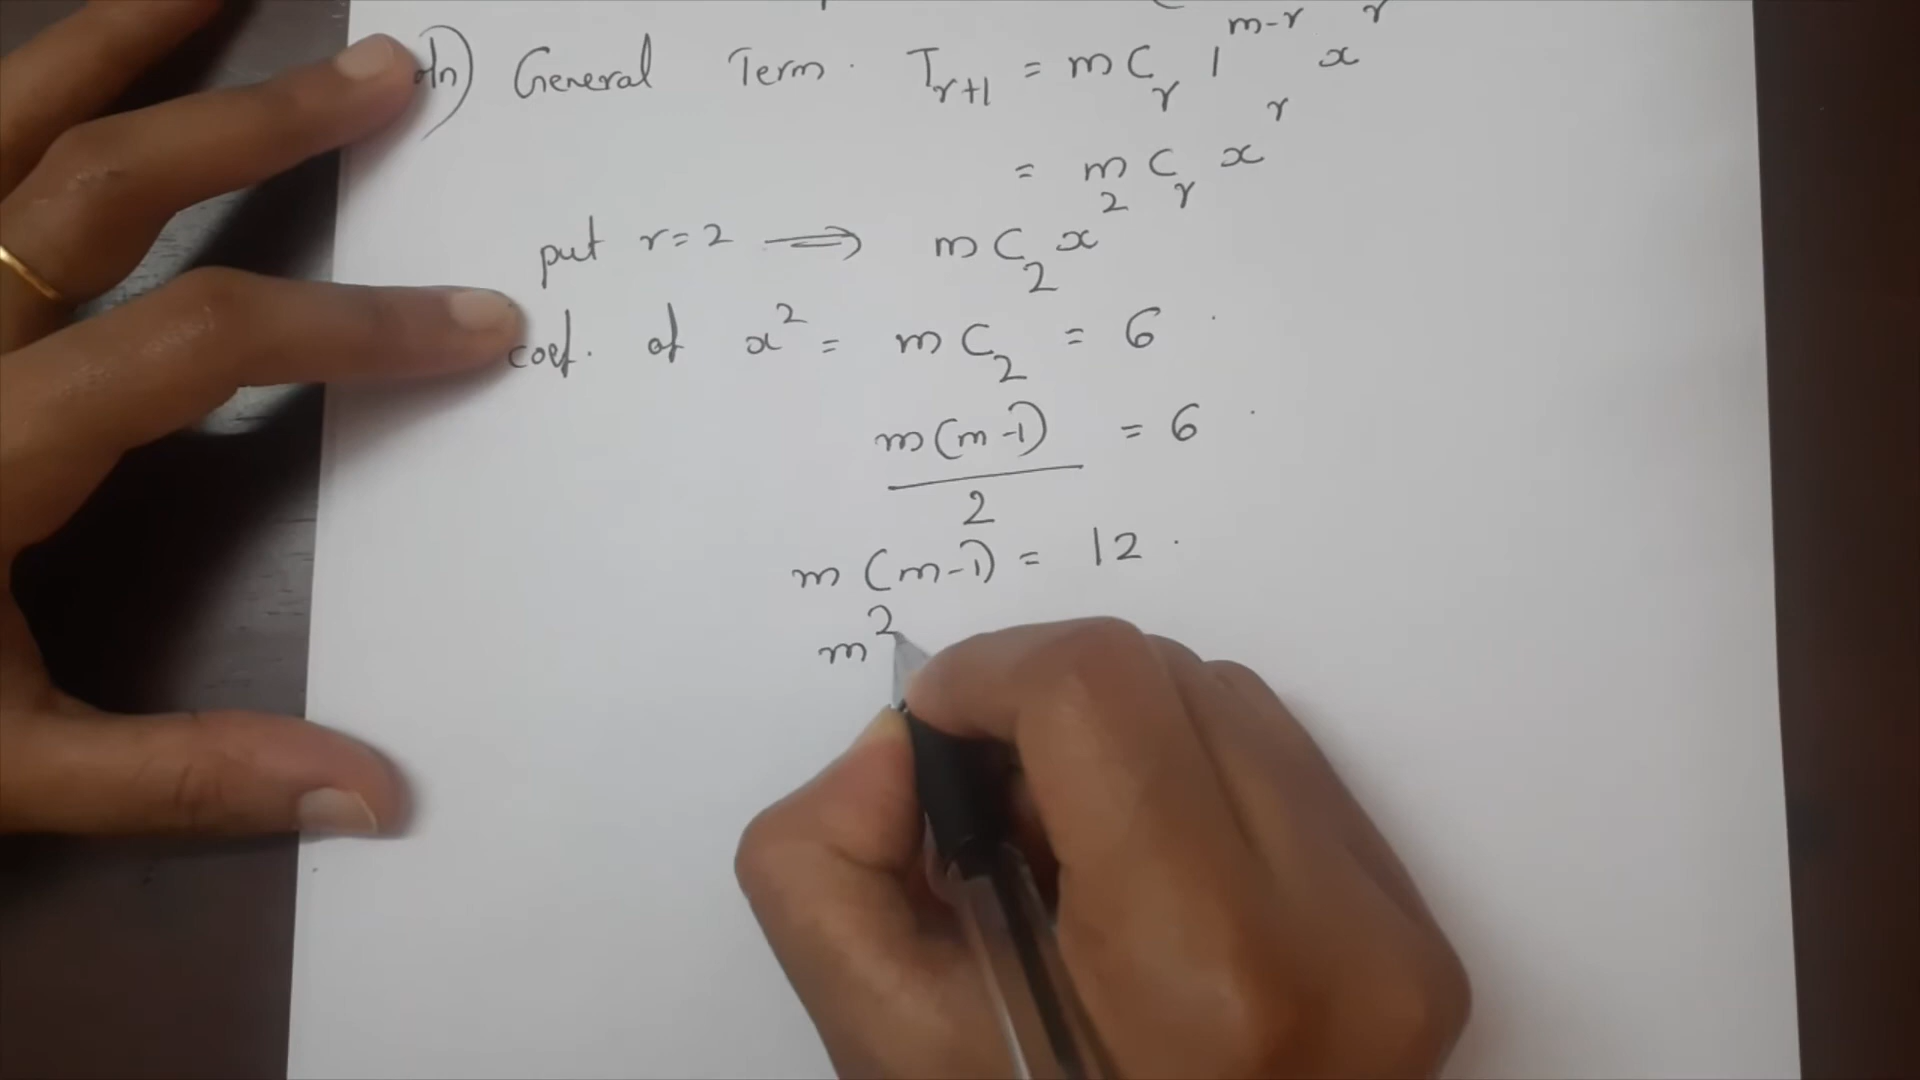 oln) General Term. T_{r+1} = mC_r 1^{m-r} x^r
= mC_r x^r
put r=2 ⟹ mC_2 x^2
coef. of x^2 = mC_2 = 6.
m(m-1)/2 = 6.
m(m-1) = 12.
m^2